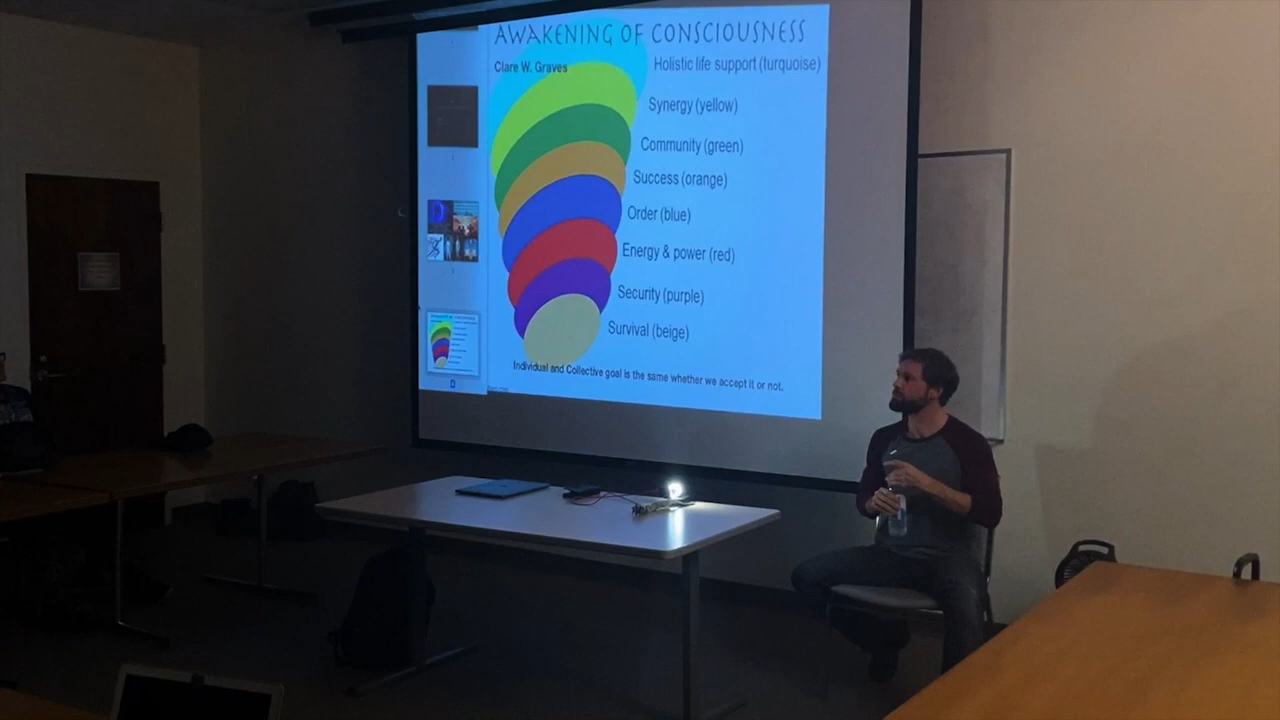 AWAKENING OF CONSCIOUSNESS
Clare W. Graves
Holistic life support (turquoise)
Synergy (yellow)
Community (green)
Success (orange)
Order (blue)
Energy & power (red)
Security (purple)
Survival (beige)
Individual and Collective goal is the same whether we accept it or not.